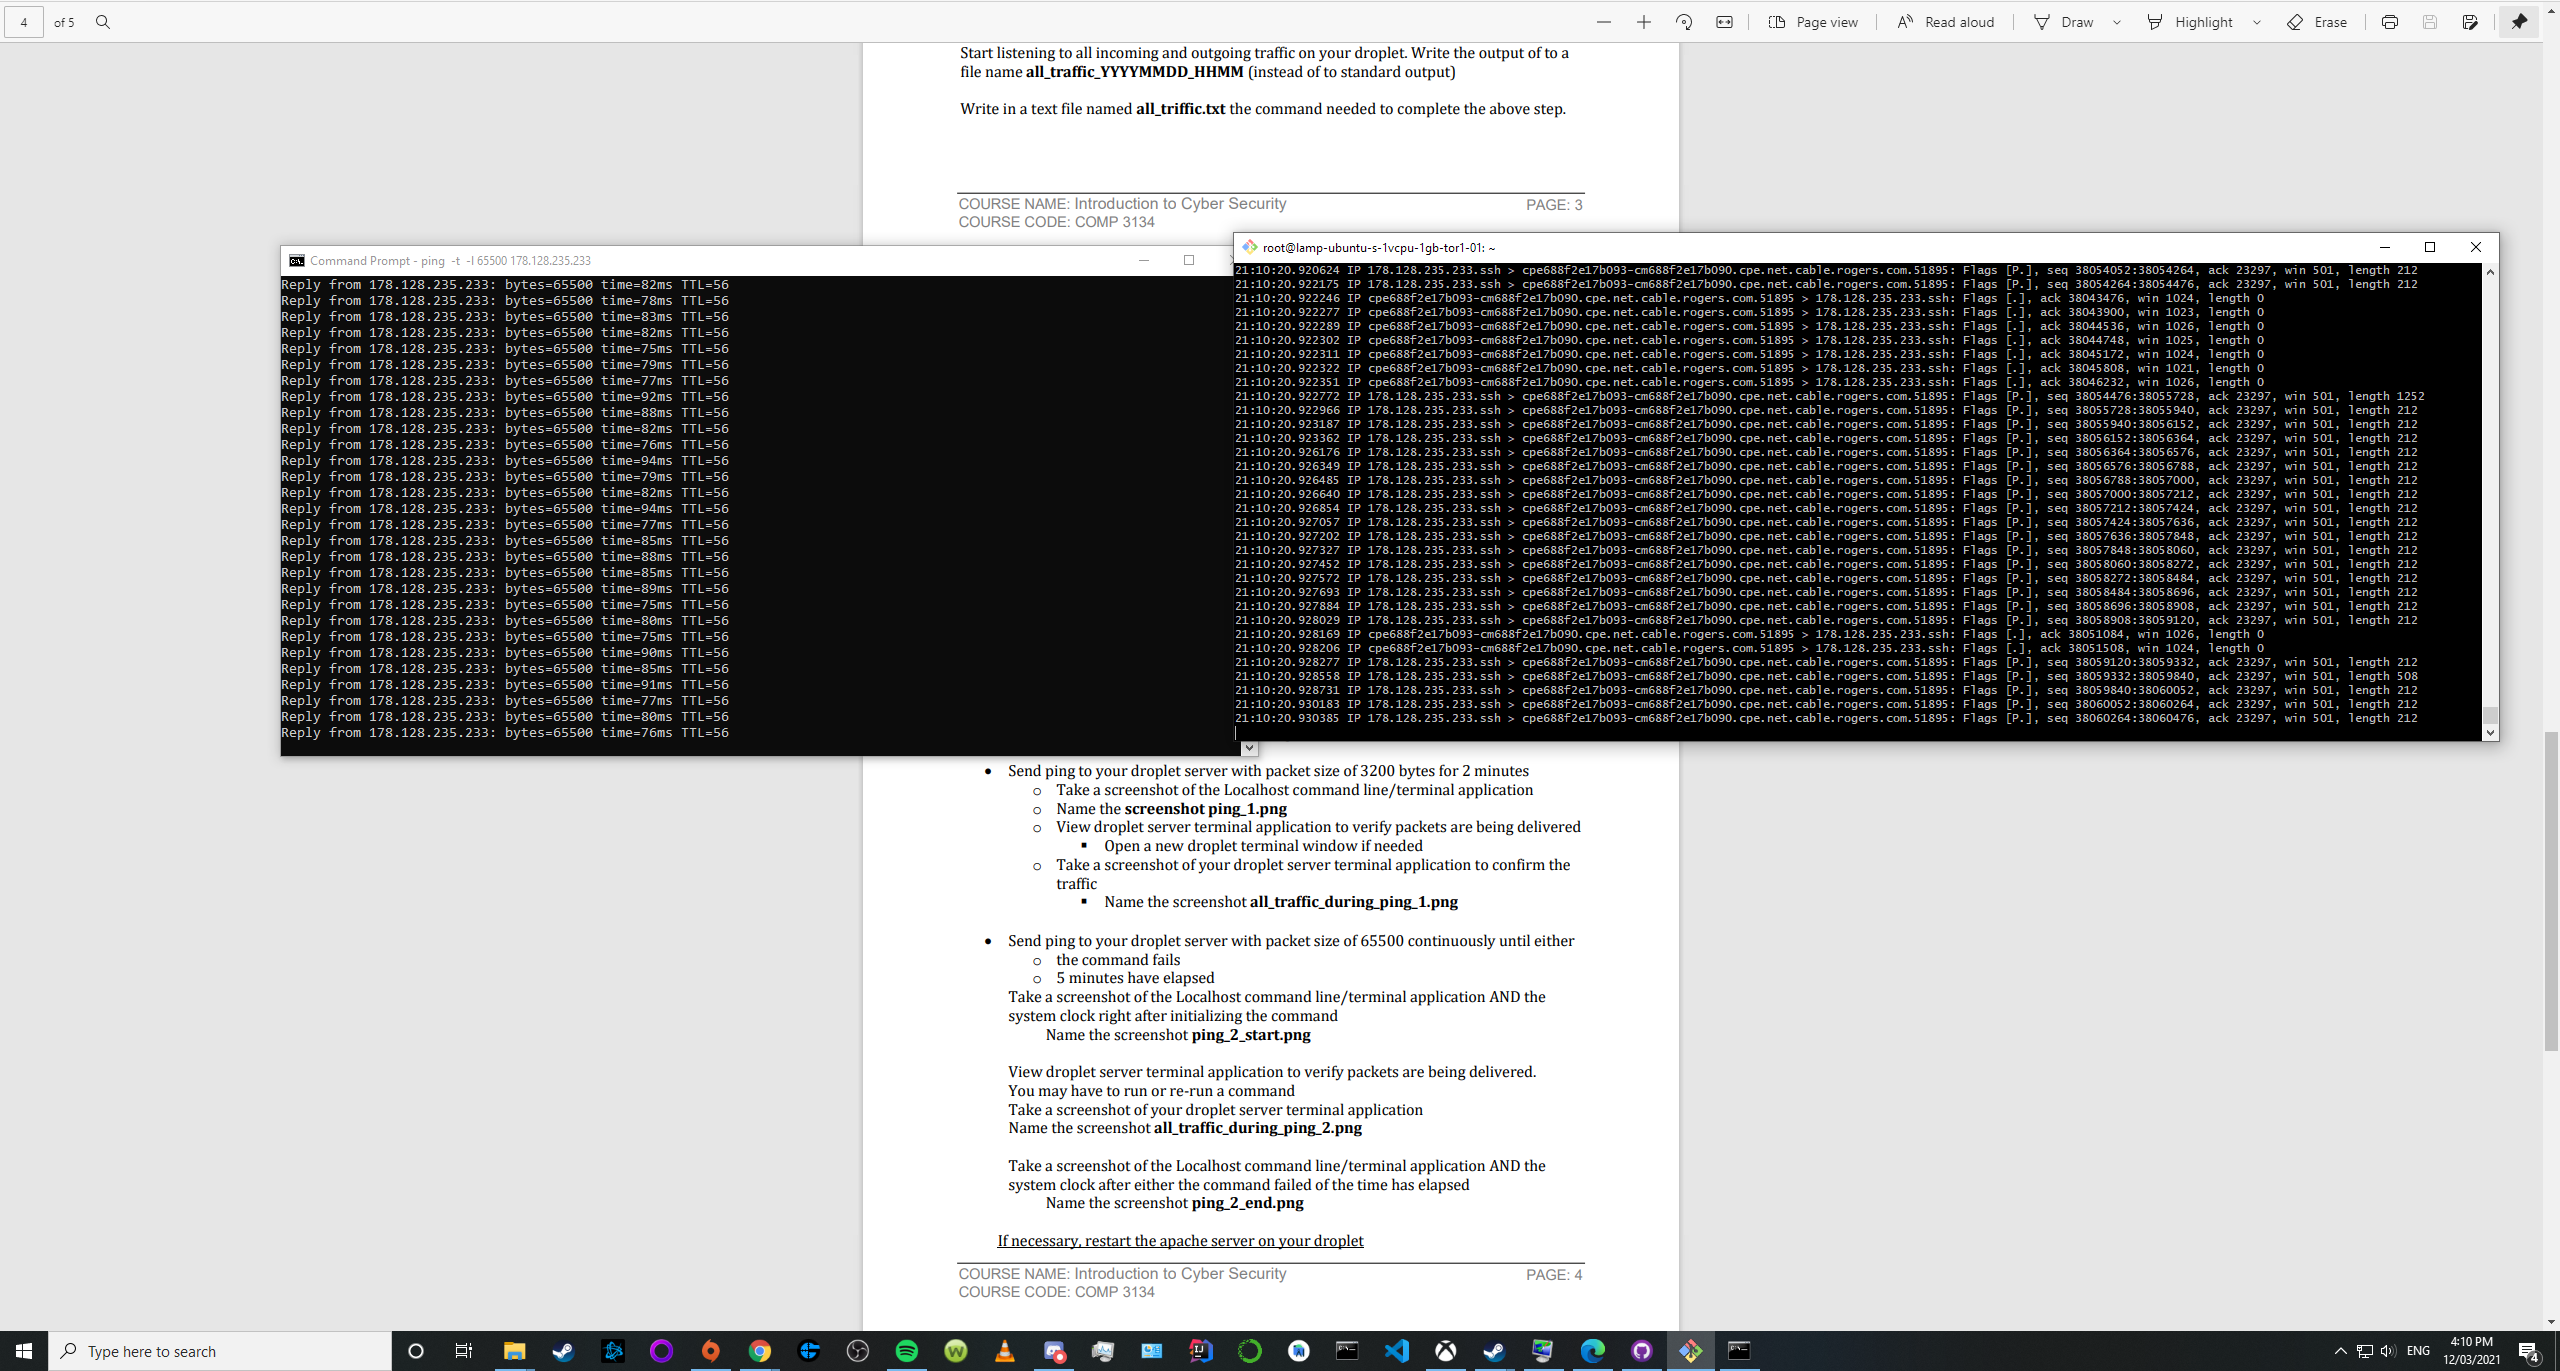 4 of 5
Page view
Read aloud
Draw
Highlight
Erase
Start listening to all incoming and outgoing traffic on your droplet. Write the output of to a
file name all_traffic_YYYYMMDD_HHMM (instead of to standard output)
Write in a text file named all_triffic.txt the command needed to complete the above step.
COURSE NAME: Introduction to Cyber Security PAGE: 3
COURSE CODE: COMP 3134
Command Prompt - ping -t -l 65500 178.128.235.233
Reply from 178.128.235.233: bytes=65500 time=82ms TTL=56
Reply from 178.128.235.233: bytes=65500 time=78ms TTL=56
Reply from 178.128.235.233: bytes=65500 time=83ms TTL=56
Reply from 178.128.235.233: bytes=65500 time=82ms TTL=56
Reply from 178.128.235.233: bytes=65500 time=75ms TTL=56
Reply from 178.128.235.233: bytes=65500 time=79ms TTL=56
Reply from 178.128.235.233: bytes=65500 time=77ms TTL=56
Reply from 178.128.235.233: bytes=65500 time=92ms TTL=56
Reply from 178.128.235.233: bytes=65500 time=88ms TTL=56
Reply from 178.128.235.233: bytes=65500 time=82ms TTL=56
Reply from 178.128.235.233: bytes=65500 time=76ms TTL=56
Reply from 178.128.235.233: bytes=65500 time=94ms TTL=56
Reply from 178.128.235.233: bytes=65500 time=79ms TTL=56
Reply from 178.128.235.233: bytes=65500 time=82ms TTL=56
Reply from 178.128.235.233: bytes=65500 time=94ms TTL=56
Reply from 178.128.235.233: bytes=65500 time=77ms TTL=56
Reply from 178.128.235.233: bytes=65500 time=85ms TTL=56
Reply from 178.128.235.233: bytes=65500 time=88ms TTL=56
Reply from 178.128.235.233: bytes=65500 time=85ms TTL=56
Reply from 178.128.235.233: bytes=65500 time=89ms TTL=56
Reply from 178.128.235.233: bytes=65500 time=75ms TTL=56
Reply from 178.128.235.233: bytes=65500 time=80ms TTL=56
Reply from 178.128.235.233: bytes=65500 time=75ms TTL=56
Reply from 178.128.235.233: bytes=65500 time=90ms TTL=56
Reply from 178.128.235.233: bytes=65500 time=85ms TTL=56
Reply from 178.128.235.233: bytes=65500 time=91ms TTL=56
Reply from 178.128.235.233: bytes=65500 time=77ms TTL=56
Reply from 178.128.235.233: bytes=65500 time=80ms TTL=56
Reply from 178.128.235.233: bytes=65500 time=76ms TTL=56
root@lamp-ubuntu-s-1vcpu-1gb-tor1-01: ~
21:10:20.920624 IP 178.128.235.233.ssh > cpe688f2e17b093-cm688f2e17b090.cpe.net.cable.rogers.com.51895: Flags [P.], seq 38054052:38054264, ack 23297, win 501, length 212
21:10:20.922175 IP 178.128.235.233.ssh > cpe688f2e17b093-cm688f2e17b090.cpe.net.cable.rogers.com.51895: Flags [P.], seq 38054264:38054476, ack 23297, win 501, length 212
21:10:20.922246 IP cpe688f2e17b093-cm688f2e17b090.cpe.net.cable.rogers.com.51895 > 178.128.235.233.ssh: Flags [.], ack 38043476, win 1024, length 0
21:10:20.922277 IP cpe688f2e17b093-cm688f2e17b090.cpe.net.cable.rogers.com.51895 > 178.128.235.233.ssh: Flags [.], ack 38043900, win 1023, length 0
21:10:20.922289 IP cpe688f2e17b093-cm688f2e17b090.cpe.net.cable.rogers.com.51895 > 178.128.235.233.ssh: Flags [.], ack 38044536, win 1026, length 0
21:10:20.922302 IP cpe688f2e17b093-cm688f2e17b090.cpe.net.cable.rogers.com.51895 > 178.128.235.233.ssh: Flags [.], ack 38044748, win 1025, length 0
21:10:20.922311 IP cpe688f2e17b093-cm688f2e17b090.cpe.net.cable.rogers.com.51895 > 178.128.235.233.ssh: Flags [.], ack 38045172, win 1024, length 0
21:10:20.922322 IP cpe688f2e17b093-cm688f2e17b090.cpe.net.cable.rogers.com.51895 > 178.128.235.233.ssh: Flags [.], ack 38045808, win 1021, length 0
21:10:20.922351 IP cpe688f2e17b093-cm688f2e17b090.cpe.net.cable.rogers.com.51895 > 178.128.235.233.ssh: Flags [.], ack 38046232, win 1026, length 0
21:10:20.922772 IP 178.128.235.233.ssh > cpe688f2e17b093-cm688f2e17b090.cpe.net.cable.rogers.com.51895: Flags [P.], seq 38054476:38055728, ack 23297, win 501, length 1252
21:10:20.922966 IP 178.128.235.233.ssh > cpe688f2e17b093-cm688f2e17b090.cpe.net.cable.rogers.com.51895: Flags [P.], seq 38055728:38055940, ack 23297, win 501, length 212
21:10:20.923187 IP 178.128.235.233.ssh > cpe688f2e17b093-cm688f2e17b090.cpe.net.cable.rogers.com.51895: Flags [P.], seq 38055940:38056152, ack 23297, win 501, length 212
21:10:20.923362 IP 178.128.235.233.ssh > cpe688f2e17b093-cm688f2e17b090.cpe.net.cable.rogers.com.51895: Flags [P.], seq 38056152:38056364, ack 23297, win 501, length 212
21:10:20.926176 IP 178.128.235.233.ssh > cpe688f2e17b093-cm688f2e17b090.cpe.net.cable.rogers.com.51895: Flags [P.], seq 38056364:38056576, ack 23297, win 501, length 212
21:10:20.926349 IP 178.128.235.233.ssh > cpe688f2e17b093-cm688f2e17b090.cpe.net.cable.rogers.com.51895: Flags [P.], seq 38056576:38056788, ack 23297, win 501, length 212
21:10:20.926485 IP 178.128.235.233.ssh > cpe688f2e17b093-cm688f2e17b090.cpe.net.cable.rogers.com.51895: Flags [P.], seq 38056788:38057000, ack 23297, win 501, length 212
21:10:20.926640 IP 178.128.235.233.ssh > cpe688f2e17b093-cm688f2e17b090.cpe.net.cable.rogers.com.51895: Flags [P.], seq 38057000:38057212, ack 23297, win 501, length 212
21:10:20.926854 IP 178.128.235.233.ssh > cpe688f2e17b093-cm688f2e17b090.cpe.net.cable.rogers.com.51895: Flags [P.], seq 38057212:38057424, ack 23297, win 501, length 212
21:10:20.927057 IP 178.128.235.233.ssh > cpe688f2e17b093-cm688f2e17b090.cpe.net.cable.rogers.com.51895: Flags [P.], seq 38057424:38057636, ack 23297, win 501, length 212
21:10:20.927202 IP 178.128.235.233.ssh > cpe688f2e17b093-cm688f2e17b090.cpe.net.cable.rogers.com.51895: Flags [P.], seq 38057636:38057848, ack 23297, win 501, length 212
21:10:20.927327 IP 178.128.235.233.ssh > cpe688f2e17b093-cm688f2e17b090.cpe.net.cable.rogers.com.51895: Flags [P.], seq 38057848:38058060, ack 23297, win 501, length 212
21:10:20.927452 IP 178.128.235.233.ssh > cpe688f2e17b093-cm688f2e17b090.cpe.net.cable.rogers.com.51895: Flags [P.], seq 38058060:38058272, ack 23297, win 501, length 212
21:10:20.927572 IP 178.128.235.233.ssh > cpe688f2e17b093-cm688f2e17b090.cpe.net.cable.rogers.com.51895: Flags [P.], seq 38058272:38058484, ack 23297, win 501, length 212
21:10:20.927693 IP 178.128.235.233.ssh > cpe688f2e17b093-cm688f2e17b090.cpe.net.cable.rogers.com.51895: Flags [P.], seq 38058484:38058696, ack 23297, win 501, length 212
21:10:20.927884 IP 178.128.235.233.ssh > cpe688f2e17b093-cm688f2e17b090.cpe.net.cable.rogers.com.51895: Flags [P.], seq 38058696:38058908, ack 23297, win 501, length 212
21:10:20.928029 IP 178.128.235.233.ssh > cpe688f2e17b093-cm688f2e17b090.cpe.net.cable.rogers.com.51895: Flags [P.], seq 38058908:38059120, ack 23297, win 501, length 212
21:10:20.928169 IP cpe688f2e17b093-cm688f2e17b090.cpe.net.cable.rogers.com.51895 > 178.128.235.233.ssh: Flags [.], ack 38051084, win 1026, length 0
21:10:20.928206 IP cpe688f2e17b093-cm688f2e17b090.cpe.net.cable.rogers.com.51895 > 178.128.235.233.ssh: Flags [.], ack 38051508, win 1024, length 0
21:10:20.928277 IP 178.128.235.233.ssh > cpe688f2e17b093-cm688f2e17b090.cpe.net.cable.rogers.com.51895: Flags [P.], seq 38059120:38059332, ack 23297, win 501, length 212
21:10:20.928558 IP 178.128.235.233.ssh > cpe688f2e17b093-cm688f2e17b090.cpe.net.cable.rogers.com.51895: Flags [P.], seq 38059332:38059840, ack 23297, win 501, length 508
21:10:20.928731 IP 178.128.235.233.ssh > cpe688f2e17b093-cm688f2e17b090.cpe.net.cable.rogers.com.51895: Flags [P.], seq 38059840:38060052, ack 23297, win 501, length 212
21:10:20.930183 IP 178.128.235.233.ssh > cpe688f2e17b093-cm688f2e17b090.cpe.net.cable.rogers.com.51895: Flags [P.], seq 38060052:38060264, ack 23297, win 501, length 212
21:10:20.930385 IP 178.128.235.233.ssh > cpe688f2e17b093-cm688f2e17b090.cpe.net.cable.rogers.com.51895: Flags [P.], seq 38060264:38060476, ack 23297, win 501, length 212
• Send ping to your droplet server with packet size of 3200 bytes for 2 minutes
o Take a screenshot of the Localhost command line/terminal application
o Name the screenshot ping_1.png
o View droplet server terminal application to verify packets are being delivered
▪ Open a new droplet terminal window if needed
o Take a screenshot of your droplet server terminal application to confirm the
traffic
▪ Name the screenshot all_traffic_during_ping_1.png
• Send ping to your droplet server with packet size of 65500 continuously until either
o the command fails
o 5 minutes have elapsed
Take a screenshot of the Localhost command line/terminal application AND the
system clock right after initializing the command
Name the screenshot ping_2_start.png
View droplet server terminal application to verify packets are being delivered.
You may have to run or re-run a command
Take a screenshot of your droplet server terminal application
Name the screenshot all_traffic_during_ping_2.png
Take a screenshot of the Localhost command line/terminal application AND the
system clock after either the command failed of the time has elapsed
Name the screenshot ping_2_end.png
If necessary, restart the apache server on your droplet
COURSE NAME: Introduction to Cyber Security PAGE: 4
COURSE CODE: COMP 3134
Type here to search
ENG
4:10 PM
12/03/2021
4